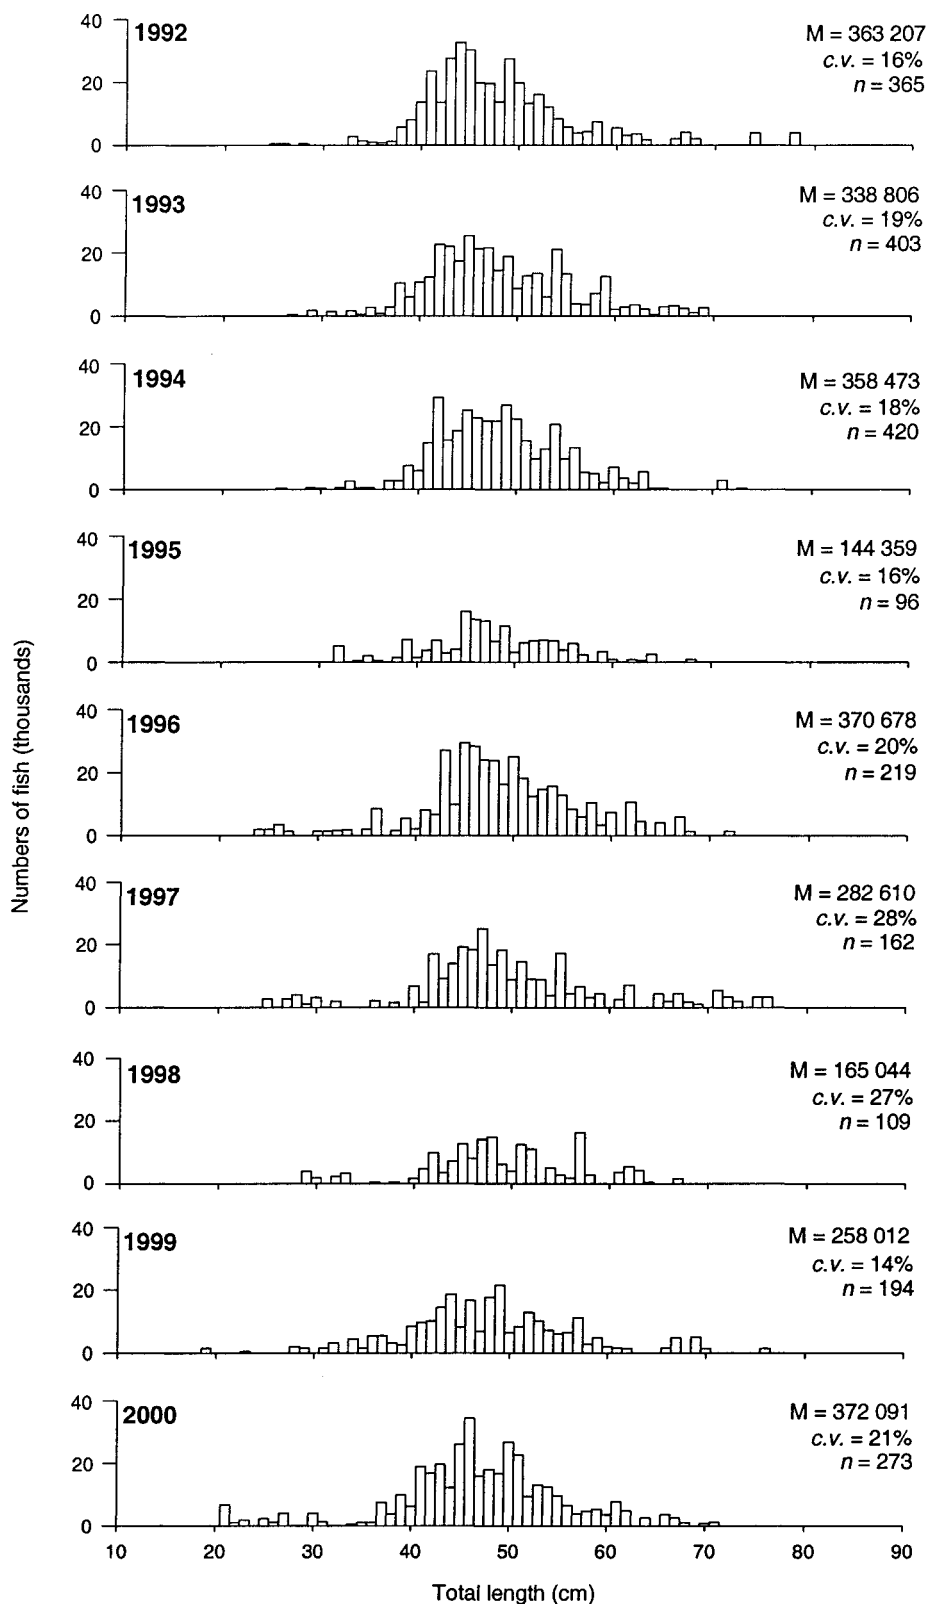 40
1992
M = 363 207
c.v. = 16%
n = 365
20
0
40
1993
M = 338 806
c.v. = 19%
n = 403
20
0
40
1994
M = 358 473
c.v. = 18%
n = 420
20
0
40
1995
M = 144 359
c.v. = 16%
n = 96
20
0
Numbers of fish (thousands)
40
1996
M = 370 678
c.v. = 20%
n = 219
20
0
40
1997
M = 282 610
c.v. = 28%
n = 162
20
0
40
1998
M = 165 044
c.v. = 27%
n = 109
20
0
40
1999
M = 258 012
c.v. = 14%
n = 194
20
0
40
2000
M = 372 091
c.v. = 21%
n = 273
20
0
10 20 30 40 50 60 70 80 90
Total length (cm)